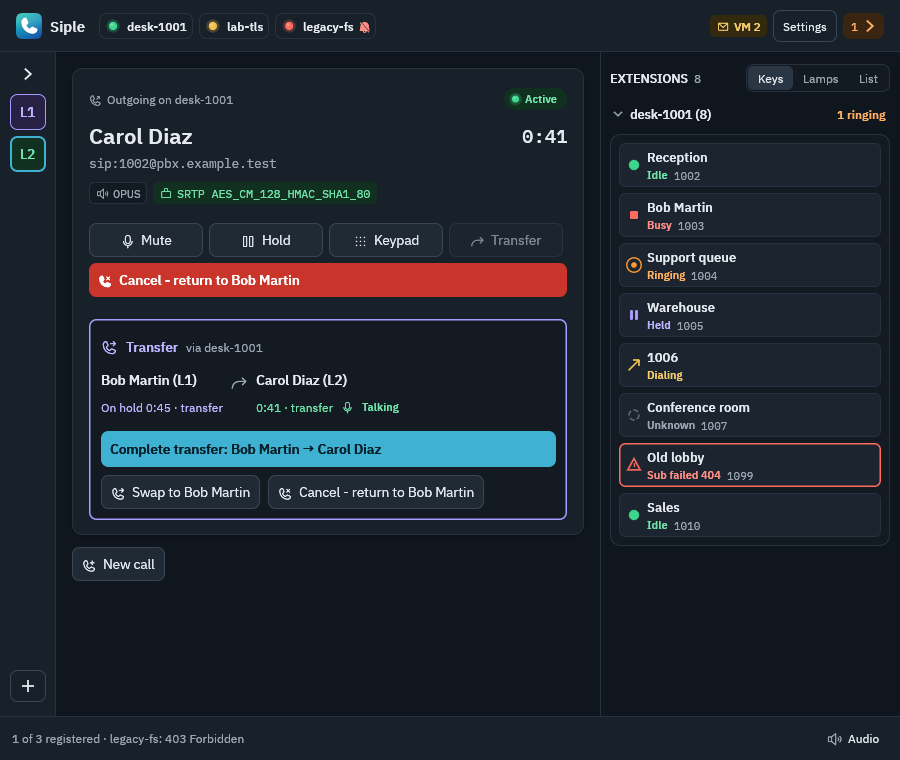 Siple
desk-1001
lab-tls
legacy-fs
VM 2
Settings
1
L1
L2
Outgoing on desk-1001
Active
Carol Diaz
0:41
sip:1002@pbx.example.test
OPUS
SRTP AES_CM_128_HMAC_SHA1_80
Mute
Hold
Keypad
Transfer
Cancel - return to Bob Martin
Transfer via desk-1001
Bob Martin (L1)
Carol Diaz (L2)
On hold 0:45 · transfer
0:41 · transfer
Talking
Complete transfer: Bob Martin → Carol Diaz
Swap to Bob Martin
Cancel - return to Bob Martin
New call
EXTENSIONS 8
Keys
Lamps
List
desk-1001 (8)
1 ringing
Reception
Idle 1002
Bob Martin
Busy 1003
Support queue
Ringing 1004
Warehouse
Held 1005
1006
Dialing
Conference room
Unknown 1007
Old lobby
Sub failed 404 1099
Sales
Idle 1010
1 of 3 registered · legacy-fs: 403 Forbidden
Audio